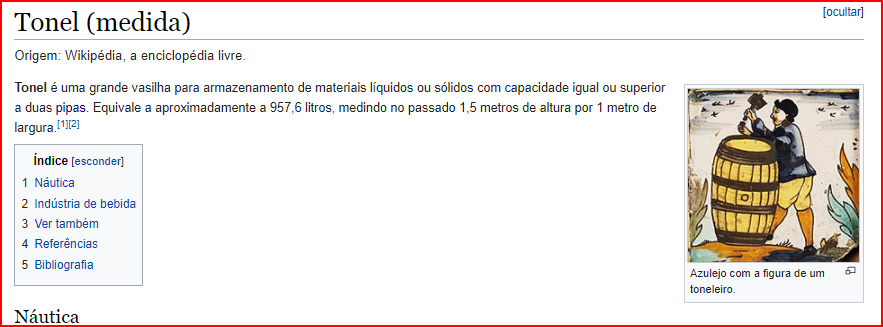 Tonel (medida)
[ocultar]
Origem: Wikipédia, a enciclopédia livre.
Tonel é uma grande vasilha para armazenamento de materiais líquidos ou sólidos com capacidade igual ou superior
a duas pipas. Equivale a aproximadamente a 957,6 litros, medindo no passado 1,5 metros de altura por 1 metro de
largura.[1][2]
Índice [esconder]
1 Náutica
2 Indústria de bebida
3 Ver também
4 Referências
5 Bibliografia
Azulejo com a figura de um
toneleiro.
Náutica